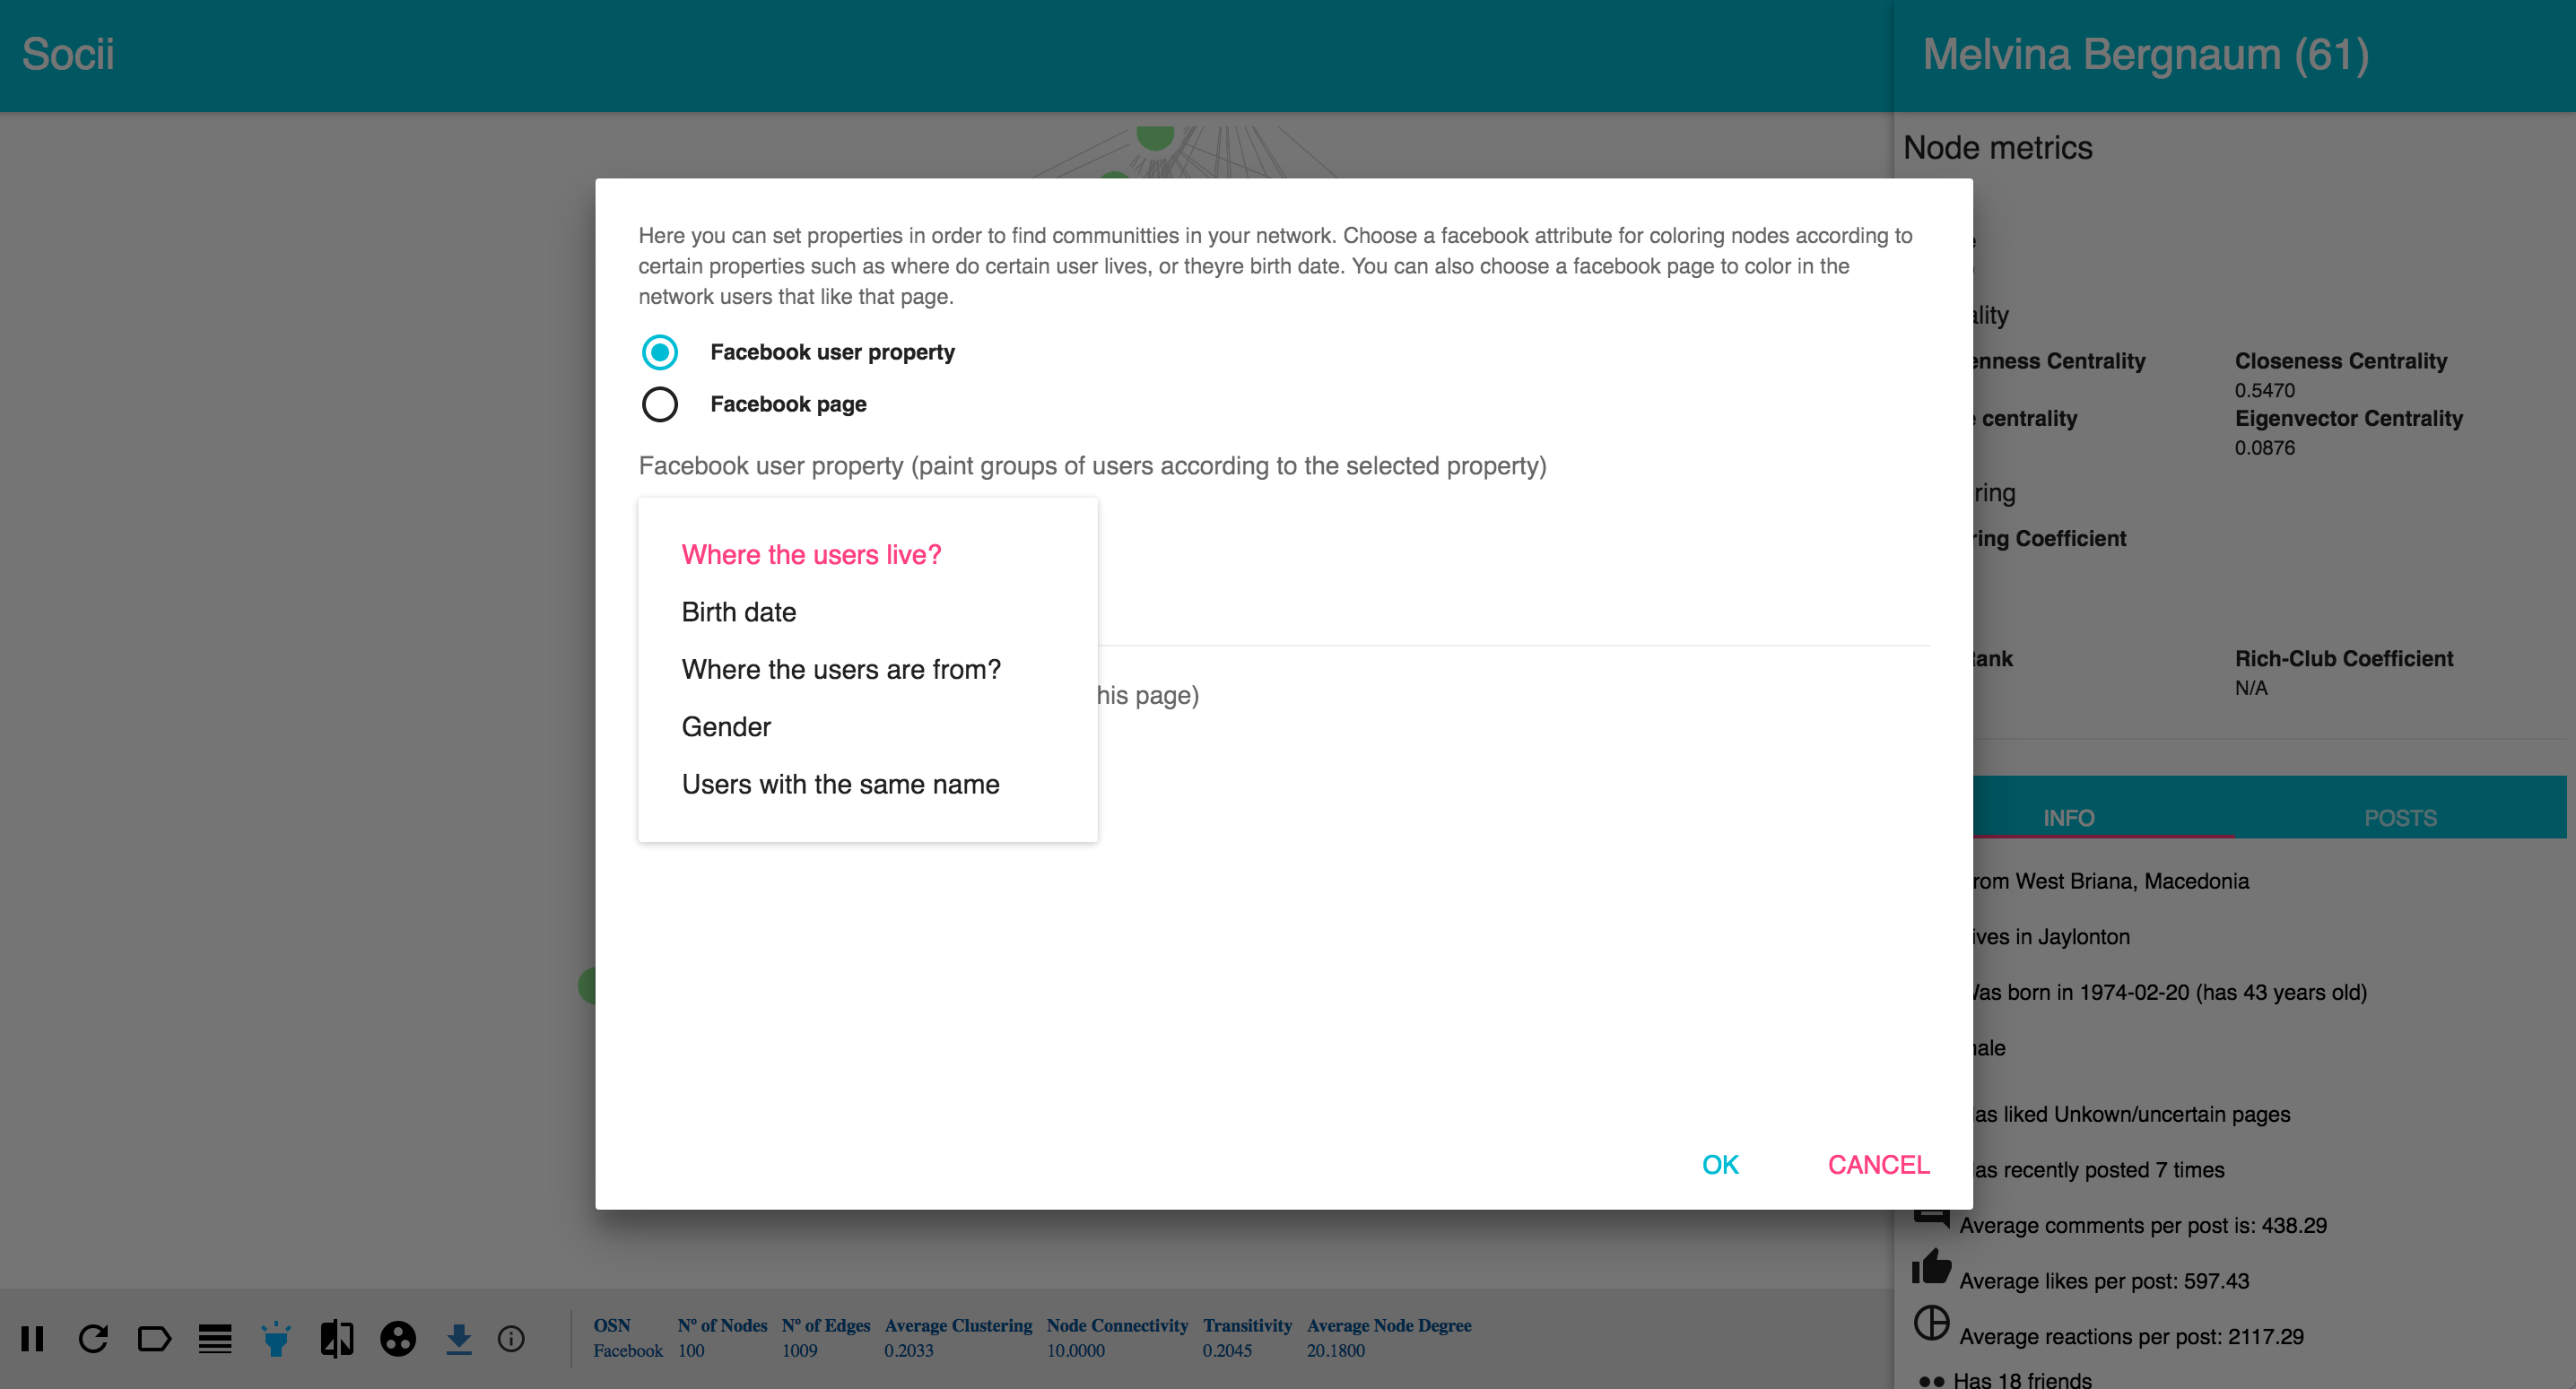 Socii
Melvina Bergnaum (61)
Node metrics
Here you can set properties in order to find communitties in your network. Choose a facebook attribute for coloring nodes according to
certain properties such as where do certain user lives, or theyre birth date. You can also choose a facebook page to color in the
network users that like that page.
Facebook user property
Facebook page
Facebook user property (paint groups of users according to the selected property)
Where the users live?
Birth date
Where the users are from?
Gender
Users with the same name
his page)
OK
CANCEL
ality
enness Centrality
Closeness Centrality
0.5470
centrality
Eigenvector Centrality
0.0876
ring
ring Coefficient
ank
Rich-Club Coefficient
N/A
INFO
POSTS
rom West Briana, Macedonia
ives in Jaylonton
as born in 1974-02-20 (has 43 years old)
ale
as liked Unkown/uncertain pages
as recently posted 7 times
Average comments per post is: 438.29
Average likes per post: 597.43
Average reactions per post: 2117.29
Has 18 friends
OSN
Facebook
Nº of Nodes
100
Nº of Edges
1009
Average Clustering
0.2033
Node Connectivity
10.0000
Transitivity
0.2045
Average Node Degree
20.1800